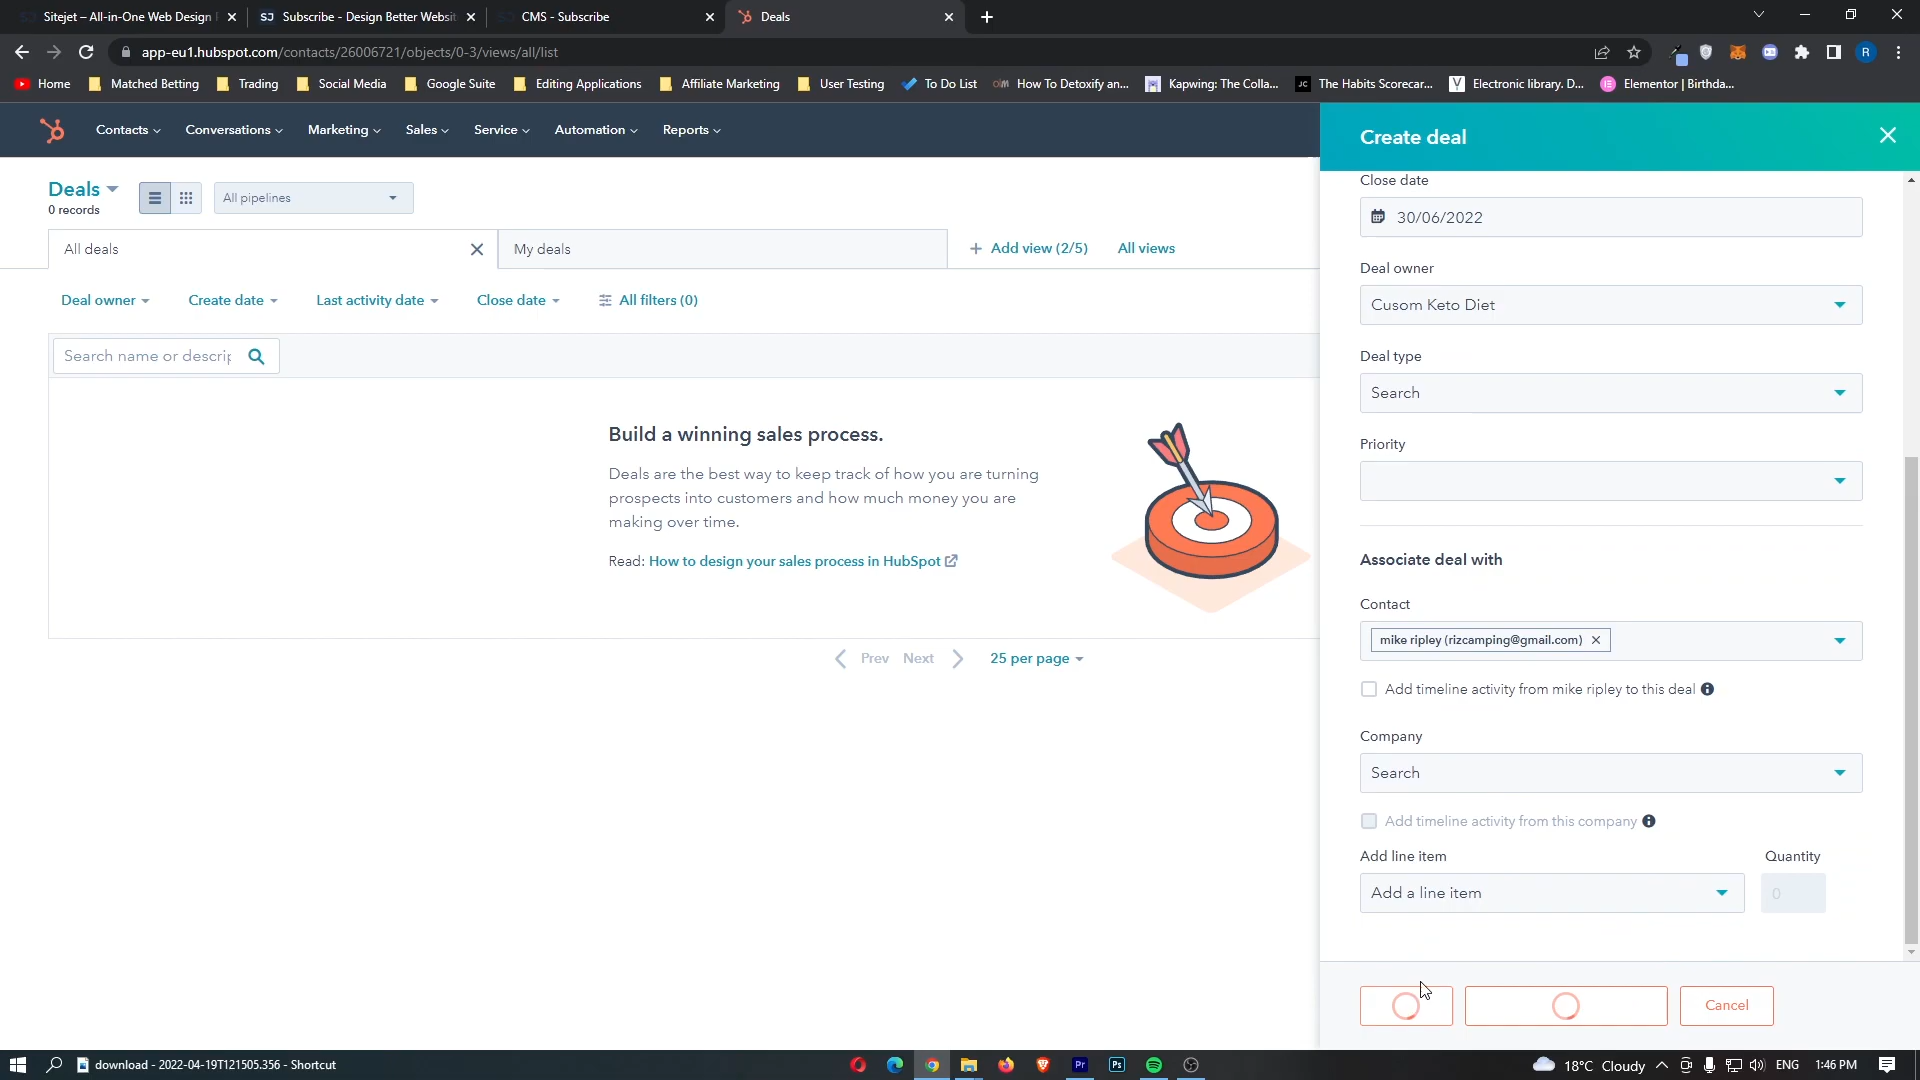 Sitejet – All-in-One Web Design
Subscribe - Design Better Websit
CMS - Subscribe
Deals
app-eu1.hubspot.com/contacts/26006721/objects/0-3/views/all/list
R
Home
Matched Betting
Trading
Social Media
Google Suite
Editing Applications
Affiliate Marketing
User Testing
To Do List
How To Detoxify an...
Kapwing: The Colla...
The Habits Scorecar...
Electronic library. D...
Elementor | Birthda...
Contacts
Conversations
Marketing
Sales
Service
Automation
Reports
Create deal
Deals
0 records
All pipelines
All deals
My deals
Add view (2/5)
All views
Deal owner
Create date
Last activity date
Close date
All filters (0)
Search name or descrip
Build a winning sales process.
Deals are the best way to keep track of how you are turning
prospects into customers and how much money you are
making over time.
Read: How to design your sales process in HubSpot
Prev
Next
25 per page
Close date
30/06/2022
Deal owner
Cusom Keto Diet
Deal type
Search
Priority
Associate deal with
Contact
mike ripley (rizcamping@gmail.com)
Add timeline activity from mike ripley to this deal
Company
Search
Add timeline activity from this company
Add line item
Quantity
Add a line item
0
Cancel
download - 2022-04-19T121505.356 - Shortcut
Pr
Ps
18°C Cloudy
ENG
1:46 PM